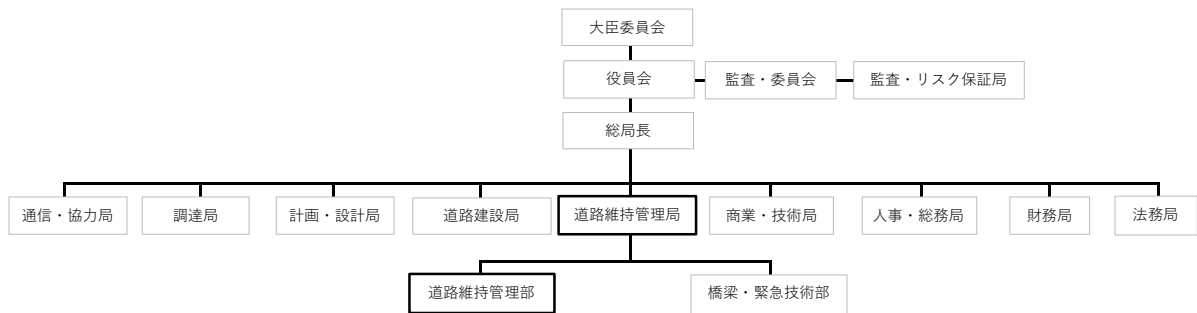 大臣委員会
役員会
監査・委員会
監査・リスク保証局
総局長
通信・協力局
調達局
計画・設計局
道路建設局
道路維持管理局
商業・技術局
人事・総務局
財務局
法務局
道路維持管理部
橋梁・緊急技術部